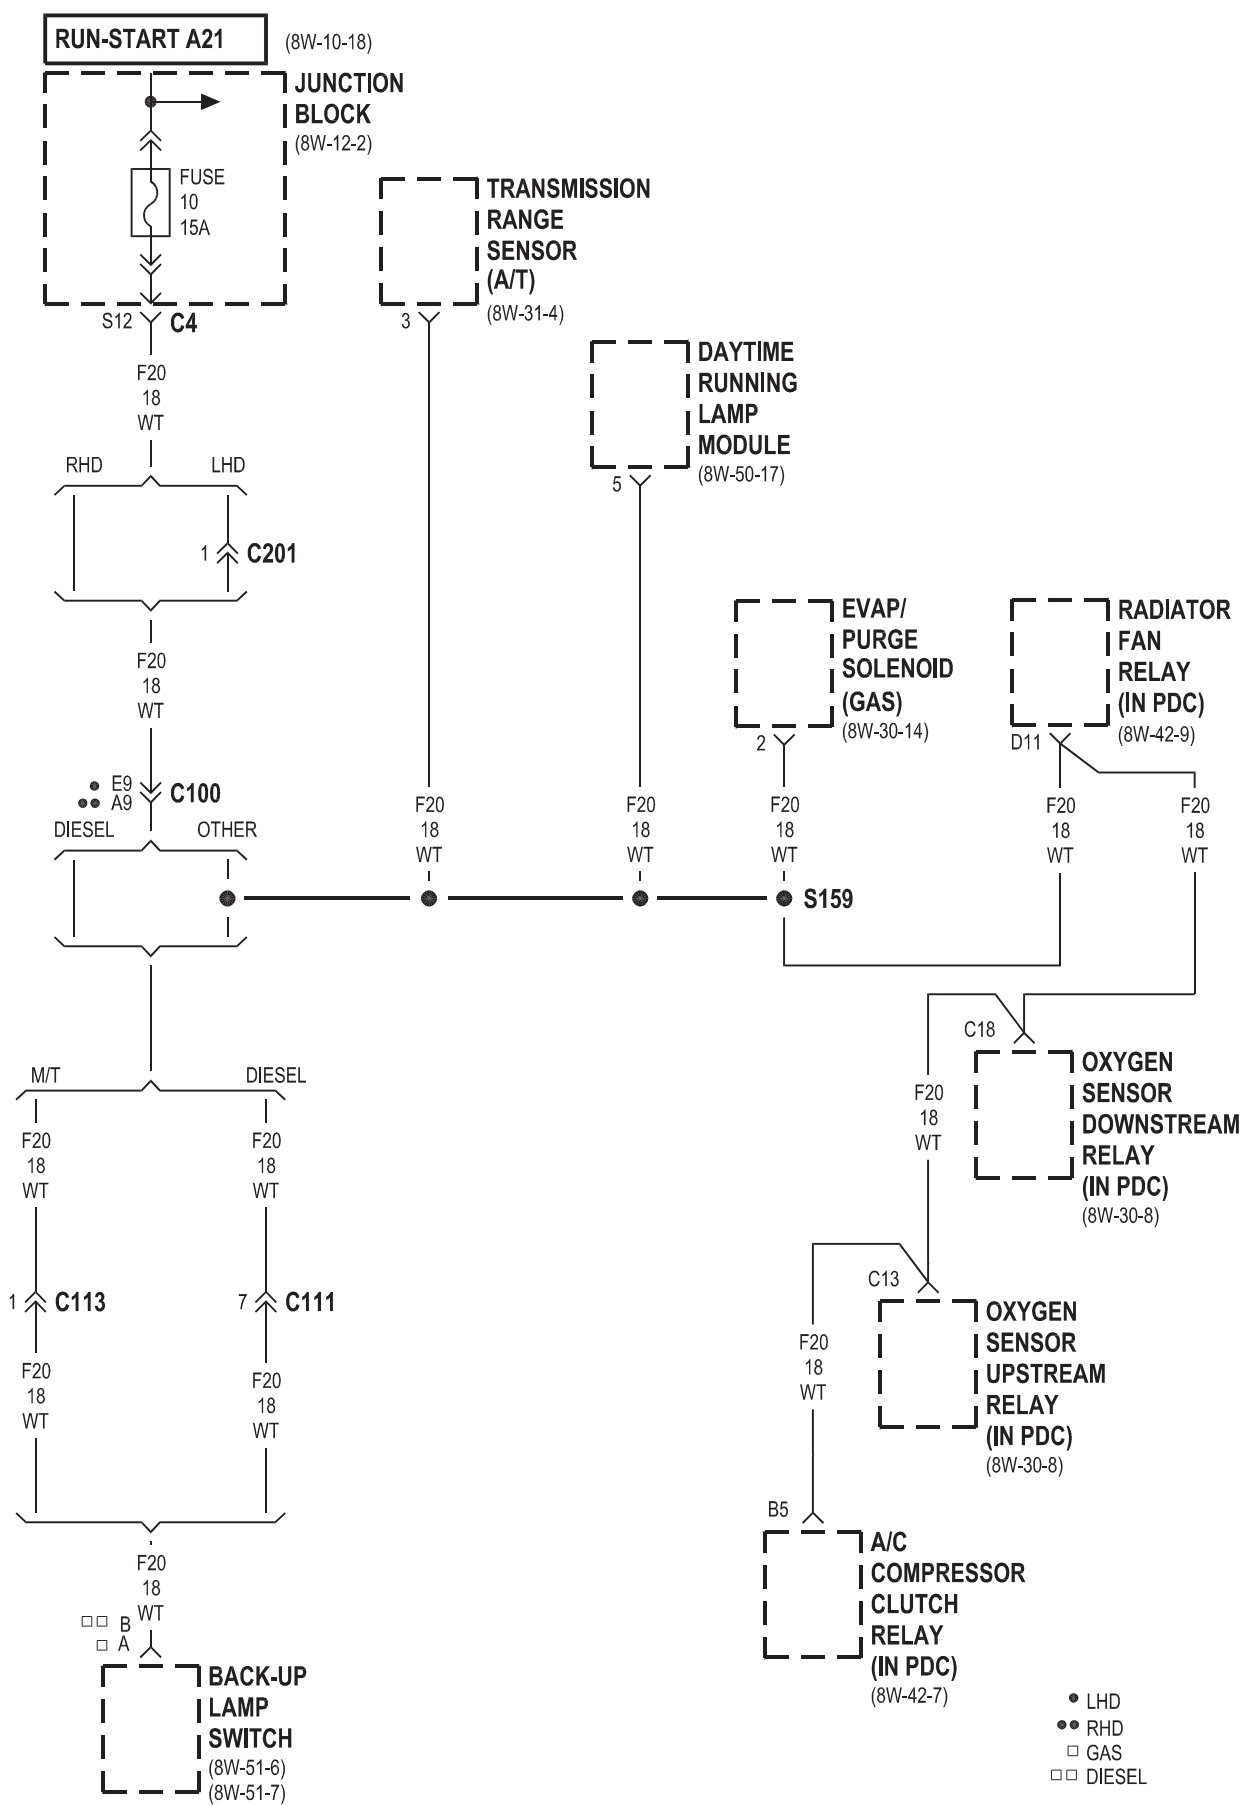 RUN-START A21
(8W-10-18)
JUNCTION
BLOCK
(8W-12-2)
FUSE
10
15A
S12
C4
TRANSMISSION
RANGE
SENSOR
(A/T)
(8W-31-4)
3
DAYTIME
RUNNING
LAMP
MODULE
(8W-50-17)
5
F20
18
WT
RHD
LHD
1
C201
F20
18
WT
EVAP/
PURGE
SOLENOID
(GAS)
(8W-30-14)
2
RADIATOR
FAN
RELAY
(IN PDC)
(8W-42-9)
D11
E9
A9
C100
DIESEL
OTHER
F20
18
WT
F20
18
WT
F20
18
WT
F20
18
WT
F20
18
WT
S159
C18
OXYGEN
SENSOR
DOWNSTREAM
RELAY
(IN PDC)
(8W-30-8)
M/T
DIESEL
F20
18
WT
F20
18
WT
F20
18
WT
1
C113
7
C111
C13
OXYGEN
SENSOR
UPSTREAM
RELAY
(IN PDC)
(8W-30-8)
F20
18
WT
F20
18
WT
F20
18
WT
B5
A/C
COMPRESSOR
CLUTCH
RELAY
(IN PDC)
(8W-42-7)
F20
18
WT
B
A
BACK-UP
LAMP
SWITCH
(8W-51-6)
(8W-51-7)
LHD
RHD
GAS
DIESEL